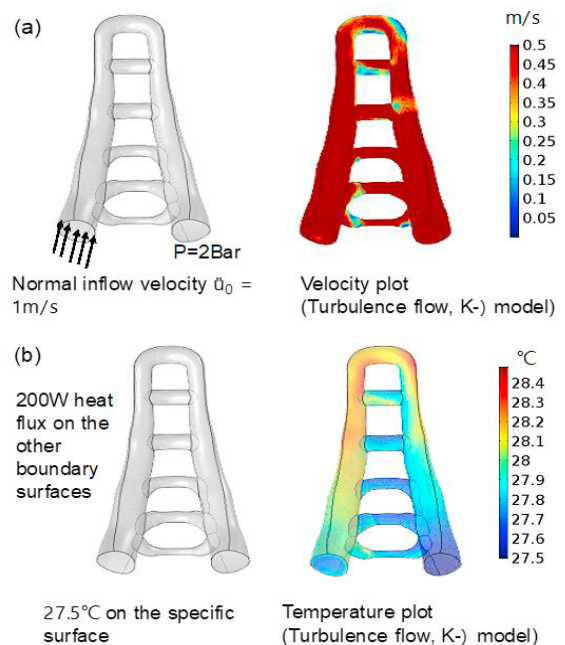 (a)
m/s
0.5
0.45
0.4
0.35
0.3
0.25
0.2
0.15
0.1
0.05
P=2Bar
Normal inflow velocity ü₀ =
1m/s
Velocity plot
(Turbulence flow, K-) model)
(b)
200W heat
flux on the
other
boundary
surfaces
°C
28.4
28.3
28.2
28.1
28
27.9
27.8
27.7
27.6
27.5
27.5°C on the specific
surface
Temperature plot
(Turbulence flow, K-) model)